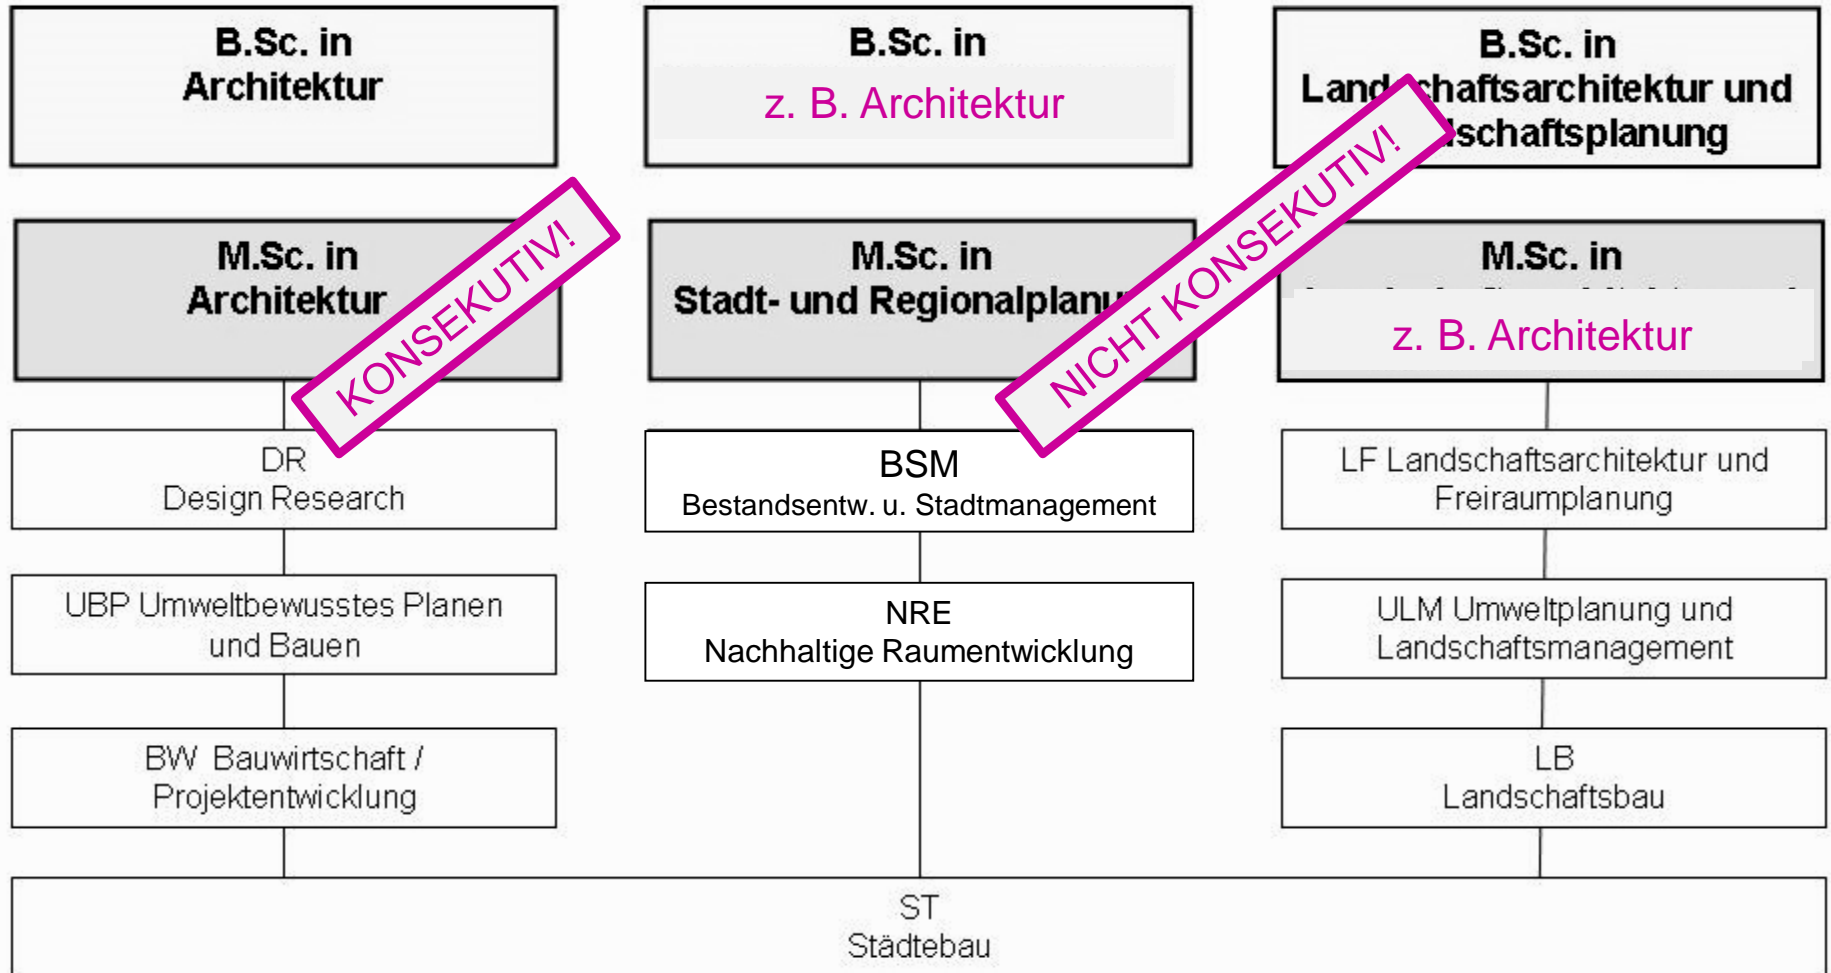 B.Sc. in
Architektur
B.Sc. in
z. B. Architektur
B.Sc. in
Landschaftsarchitektur und
schaftsplanung
KONSEKUTIV!
NICHT KONSEKUTIV!
M.Sc. in
Architektur
M.Sc. in
Stadt- und Regionalplanu
M.Sc. in
z. B. Architektur
DR
Design Research
BSM
Bestandsentw. u. Stadtmanagement
LF Landschaftsarchitektur und
Freiraumplanung
UBP Umweltbewusstes Planen
und Bauen
NRE
Nachhaltige Raumentwicklung
ULM Umweltplanung und
Landschaftsmanagement
BW Bauwirtschaft /
Projektentwicklung
LB
Landschaftsbau
ST
Städtebau